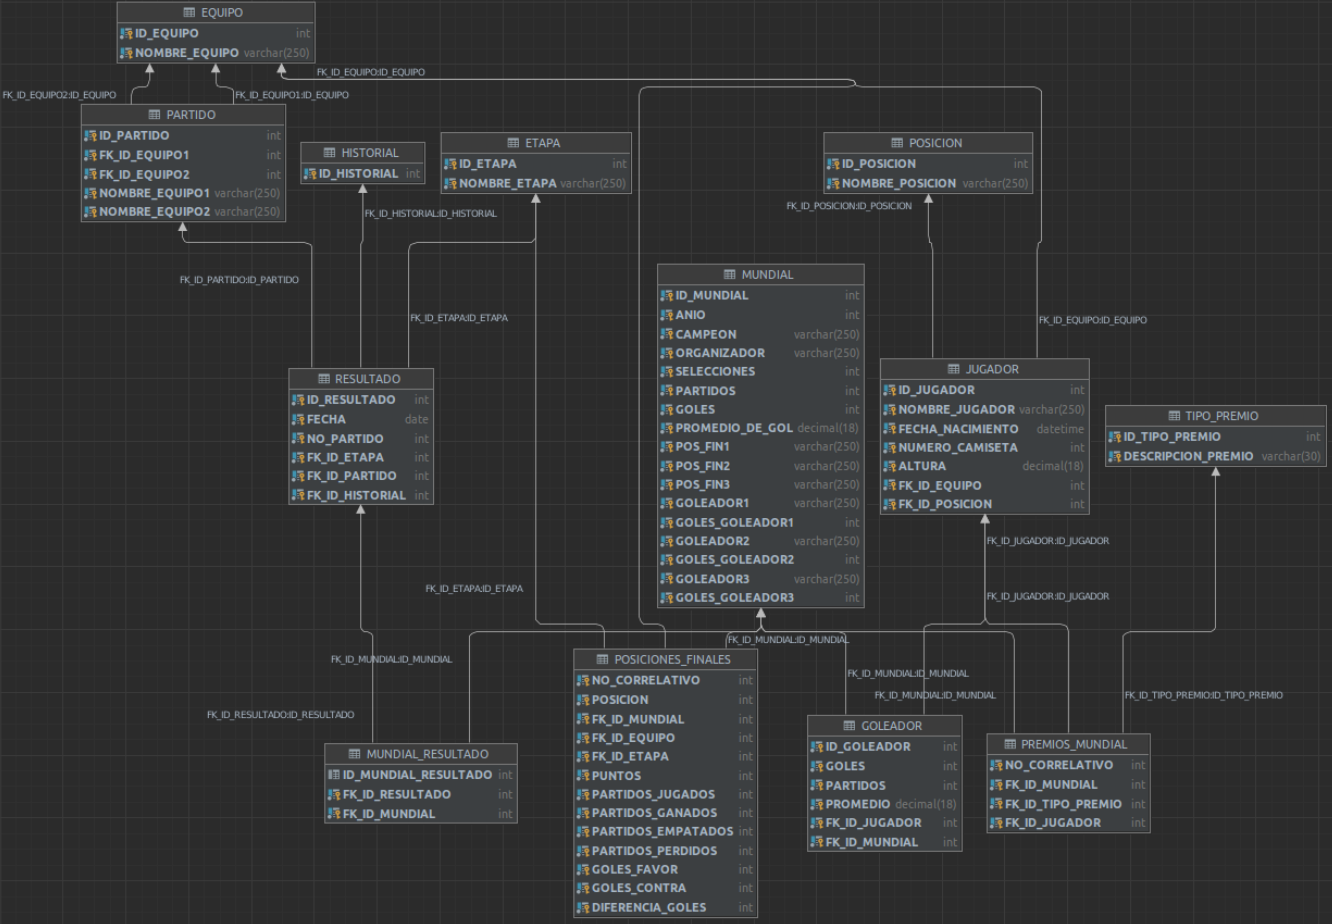 EQUIPO
ID_EQUIPO int
NOMBRE_EQUIPO varchar(250)
FK_ID_EQUIPO:ID_EQUIPO
FK_ID_EQUIPO2:ID_EQUIPO
FK_ID_EQUIPO1:ID_EQUIPO
PARTIDO
ID_PARTIDO int
FK_ID_EQUIPO1 int
FK_ID_EQUIPO2 int
NOMBRE_EQUIPO1 varchar(250)
NOMBRE_EQUIPO2 varchar(250)
HISTORIAL
ID_HISTORIAL int
ETAPA
ID_ETAPA int
NOMBRE_ETAPA varchar(250)
POSICION
ID_POSICION int
NOMBRE_POSICION varchar(250)
FK_ID_POSICION:ID_POSICION
FK_ID_HISTORIAL:ID_HISTORIAL
FK_ID_PARTIDO:ID_PARTIDO
FK_ID_ETAPA:ID_ETAPA
FK_ID_EQUIPO:ID_EQUIPO
MUNDIAL
ID_MUNDIAL int
ANIO int
CAMPEON varchar(250)
ORGANIZADOR varchar(250)
SELECCIONES int
PARTIDOS int
GOLES int
PROMEDIO_DE_GOL decimal(18)
POS_FIN1 varchar(250)
POS_FIN2 varchar(250)
POS_FIN3 varchar(250)
GOLEADOR1 varchar(250)
GOLES_GOLEADOR1 int
GOLEADOR2 varchar(250)
GOLES_GOLEADOR2 int
GOLEADOR3 varchar(250)
GOLES_GOLEADOR3 int
RESULTADO
ID_RESULTADO int
FECHA date
NO_PARTIDO int
FK_ID_ETAPA int
FK_ID_PARTIDO int
FK_ID_HISTORIAL int
JUGADOR
ID_JUGADOR int
NOMBRE_JUGADOR varchar(250)
FECHA_NACIMIENTO datetime
NUMERO_CAMISETA int
ALTURA decimal(18)
FK_ID_EQUIPO int
FK_ID_POSICION int
TIPO_PREMIO
ID_TIPO_PREMIO int
DESCRIPCION_PREMIO varchar(30)
FK_ID_JUGADOR:ID_JUGADOR
FK_ID_ETAPA:ID_ETAPA
FK_ID_JUGADOR:ID_JUGADOR
FK_ID_MUNDIAL:ID_MUNDIAL
FK_ID_MUNDIAL:ID_MUNDIAL
FK_ID_MUNDIAL:ID_MUNDIAL
FK_ID_MUNDIAL:ID_MUNDIAL
FK_ID_TIPO_PREMIO:ID_TIPO_PREMIO
FK_ID_RESULTADO:ID_RESULTADO
MUNDIAL_RESULTADO
ID_MUNDIAL_RESULTADO int
FK_ID_RESULTADO int
FK_ID_MUNDIAL int
POSICIONES_FINALES
NO_CORRELATIVO int
POSICION int
FK_ID_MUNDIAL int
FK_ID_EQUIPO int
FK_ID_ETAPA int
PUNTOS int
PARTIDOS_JUGADOS int
PARTIDOS_GANADOS int
PARTIDOS_EMPATADOS int
PARTIDOS_PERDIDOS int
GOLES_FAVOR int
GOLES_CONTRA int
DIFERENCIA_GOLES int
GOLEADOR
ID_GOLEADOR int
GOLES int
PARTIDOS int
PROMEDIO decimal(18)
FK_ID_JUGADOR int
FK_ID_MUNDIAL int
PREMIOS_MUNDIAL
NO_CORRELATIVO int
FK_ID_MUNDIAL int
FK_ID_TIPO_PREMIO int
FK_ID_JUGADOR int